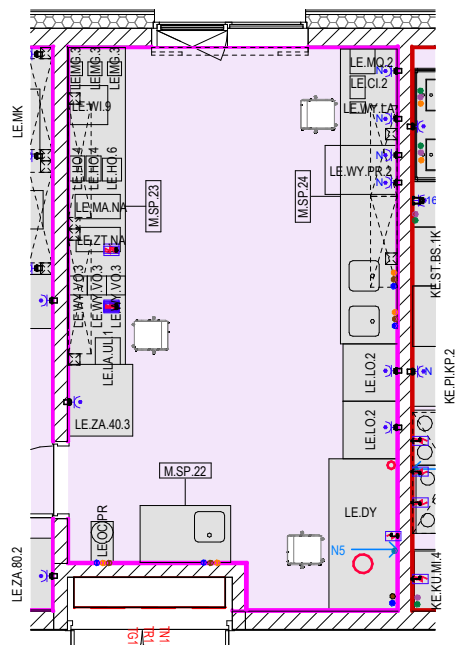 LE.MG.3
LE.MG.3
LE.MG.3
LE.MO.2
LE.CI.2
LE.MK
LE.WI.9
LE.WY.LA
LE.HO.4
LE.HO.4
LE.HO.6
M.SP.23
M.SP.24
LE.WY.PR.2
LE.MA.NA
LE.ZT.NA
LE.WY.VO.3
LE.WY.VO.3
LE.WY.VO.3
KE.ST.BS.1K
LE.LA.UL.1
LE.LO.2
KE.PI.KP.2
LE.ZA.40.3
LE.LO.2
M.SP.22
LE.OC.PR
LE.DY
N5
LE.ZA.80.2
KE.KU.MI.4
TN1
TR1
TG1
N
N
N
N
N
16